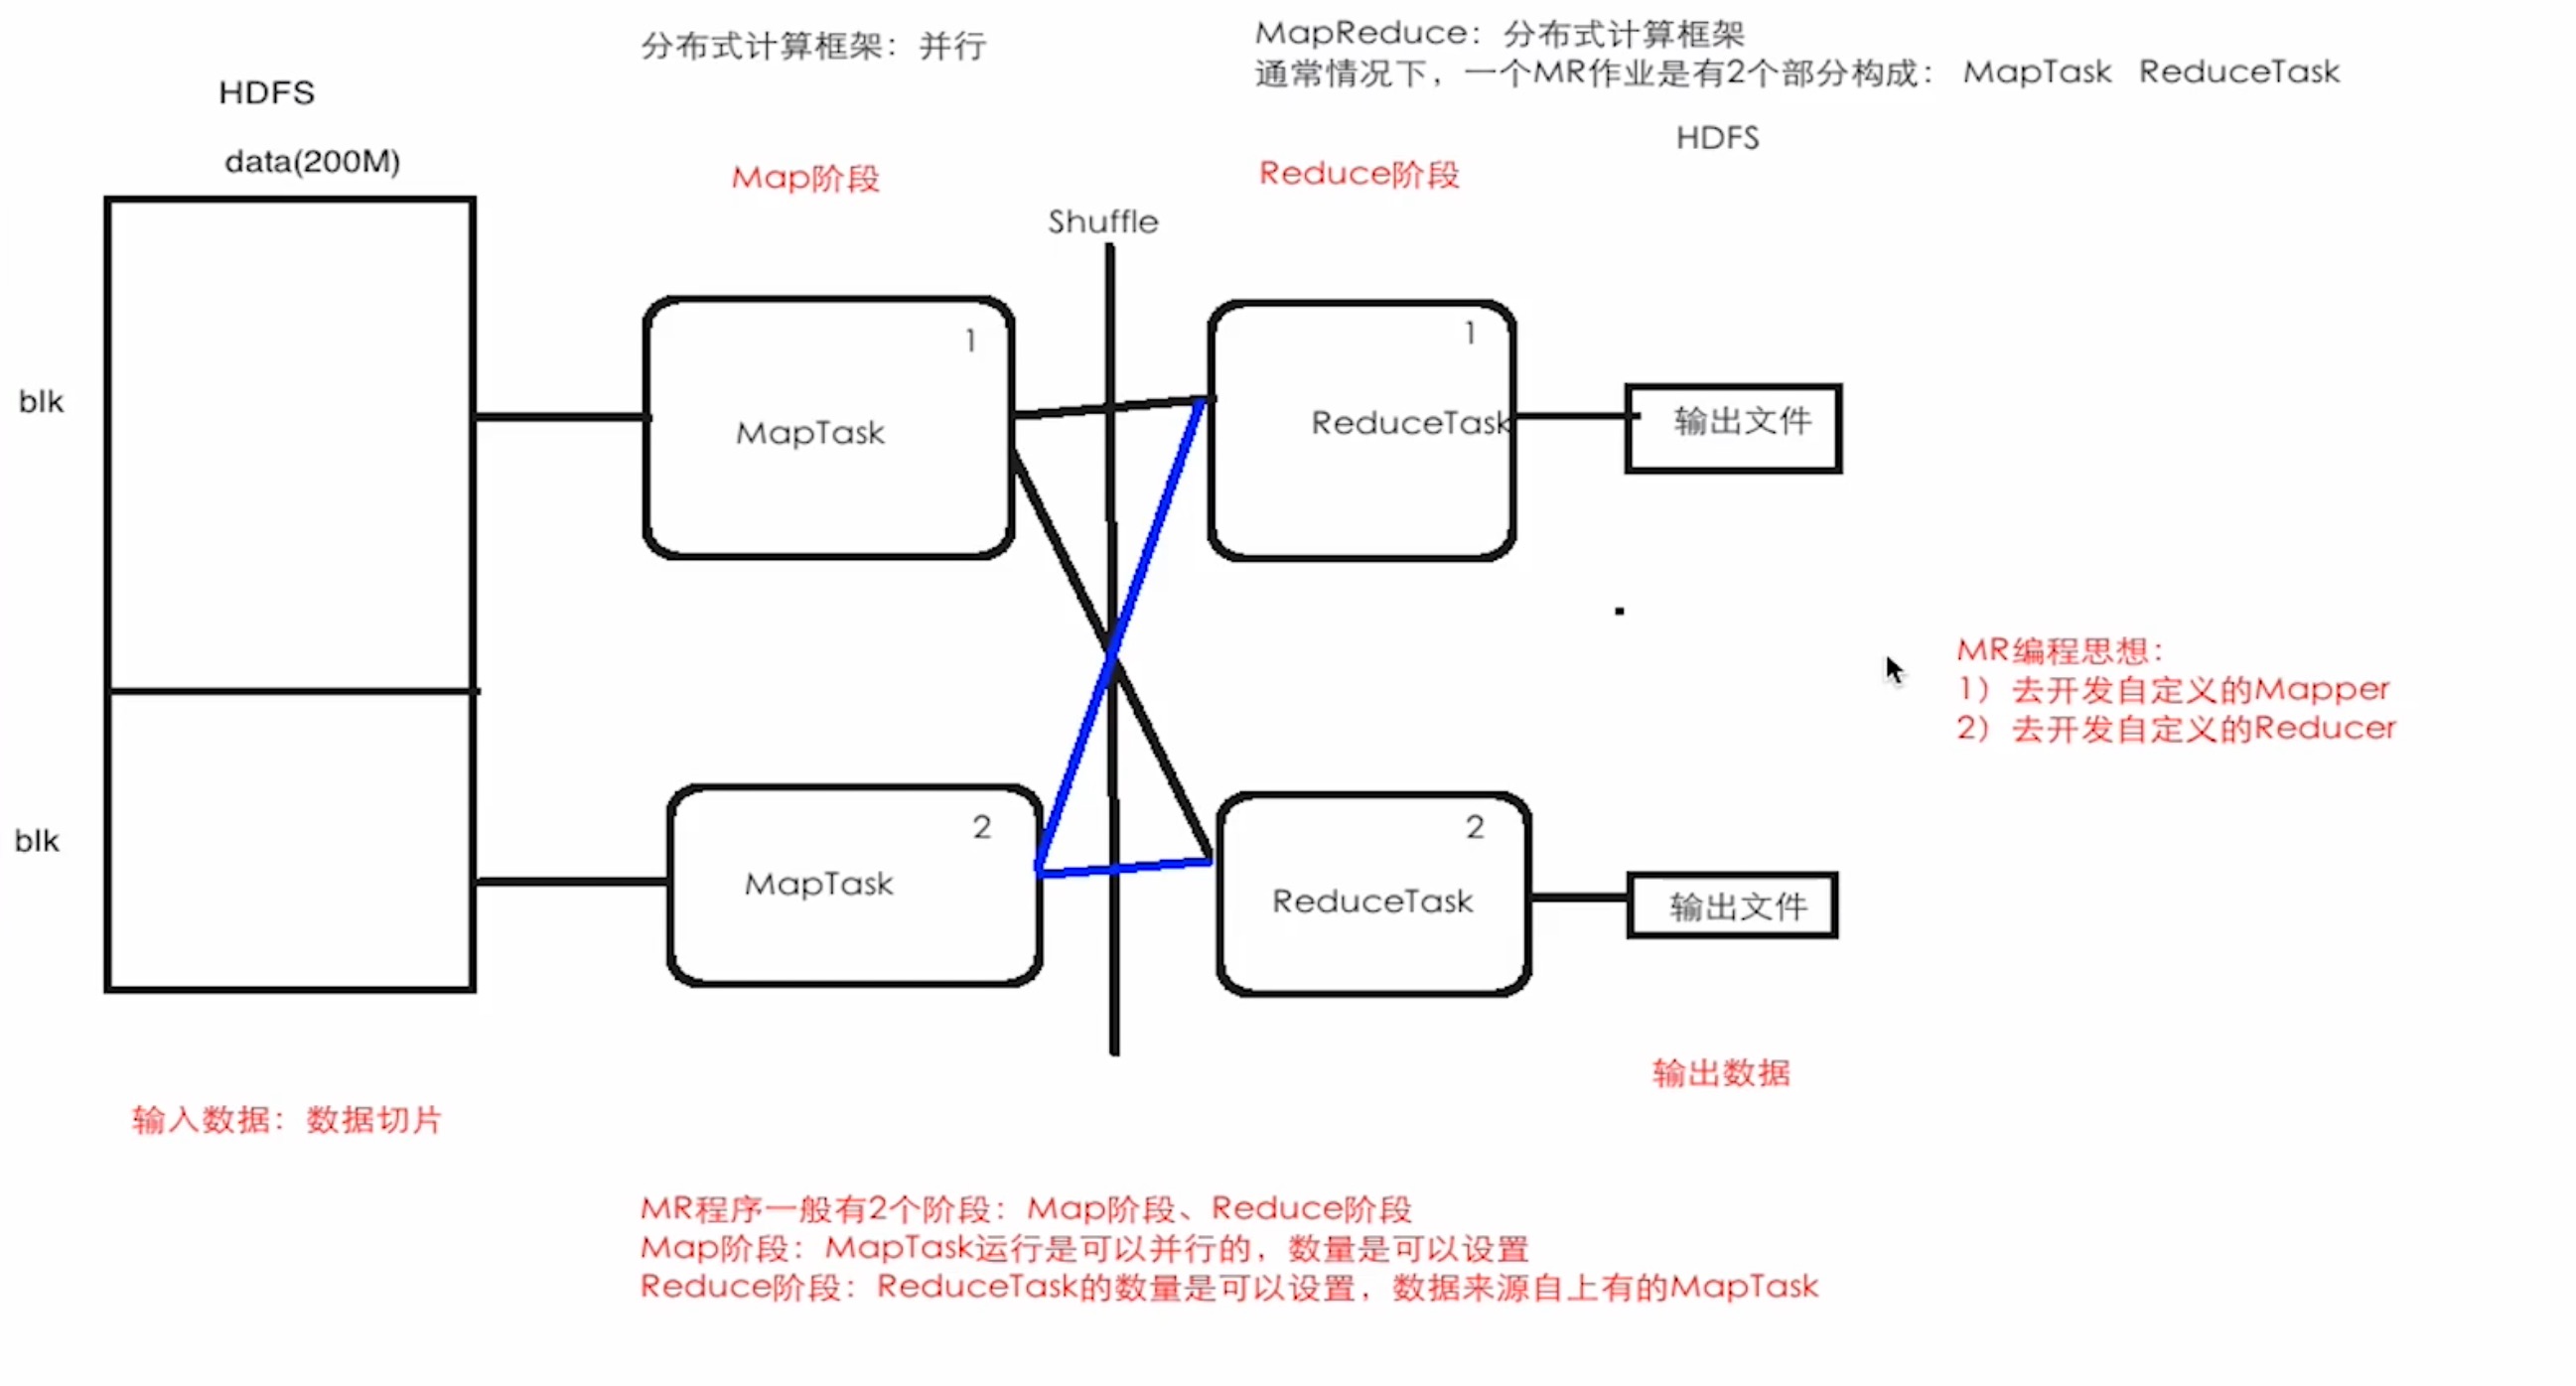 分布式计算框架：并行
MapReduce：分布式计算框架
通常情况下，一个MR作业是有2个部分构成： MapTask ReduceTask
HDFS
data(200M)
Map阶段
Reduce阶段
HDFS
Shuffle
blk
1
MapTask
1
ReduceTask
输出文件
MR编程思想：
1）去开发自定义的Mapper
2）去开发自定义的Reducer
blk
2
MapTask
2
ReduceTask
输出文件
输入数据：数据切片
输出数据
MR程序一般有2个阶段：Map阶段、Reduce阶段
Map阶段：MapTask运行是可以并行的，数量是可以设置
Reduce阶段：ReduceTask的数量是可以设置，数据来源自上有的MapTask